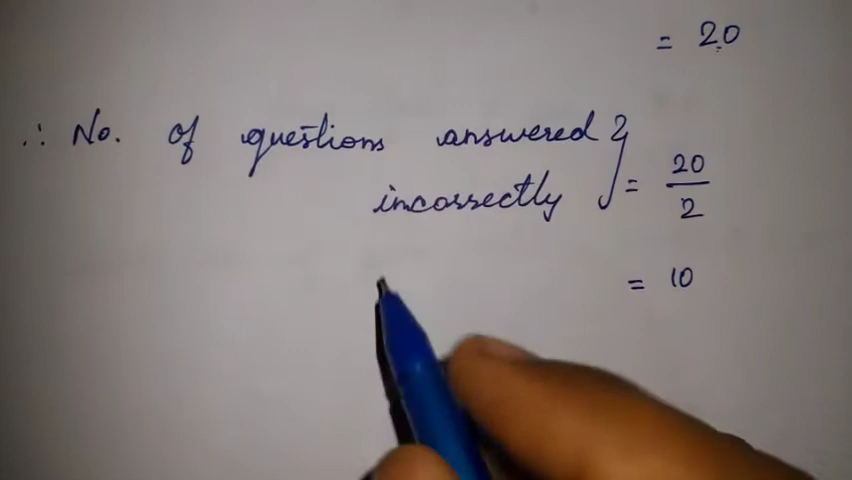 = 20
∴ No. of questions answered
incorrectly } = 20/2
= 10